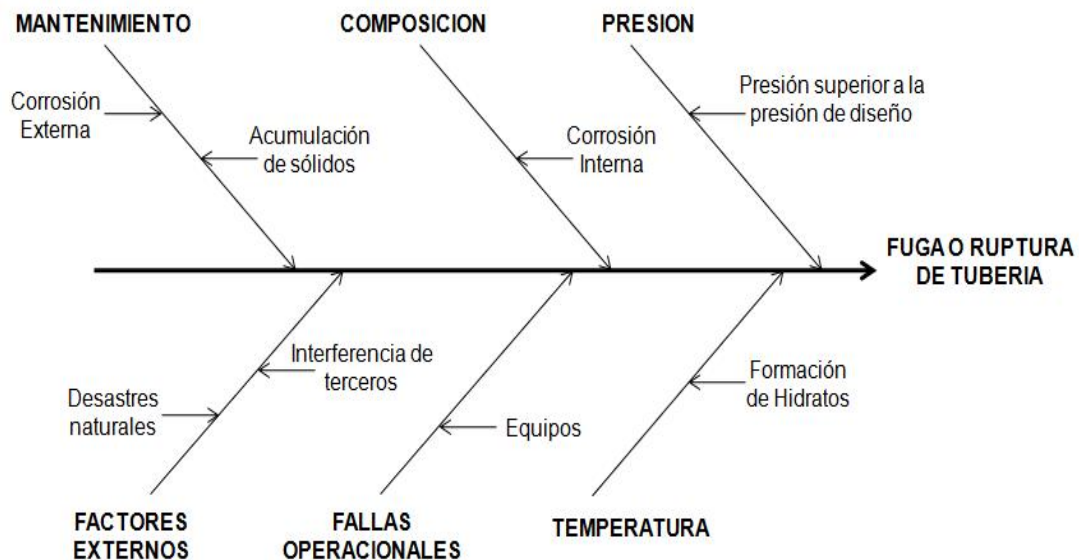 MANTENIMIENTO
COMPOSICION
PRESION
Corrosión
Externa
Acumulación
de sólidos
Corrosión
Interna
Presión superior a la
presión de diseño
FUGA O RUPTURA
DE TUBERIA
Desastres
naturales
Interferencia de
terceros
Equipos
Formación
de Hidratos
FACTORES
EXTERNOS
FALLAS
OPERACIONALES
TEMPERATURA